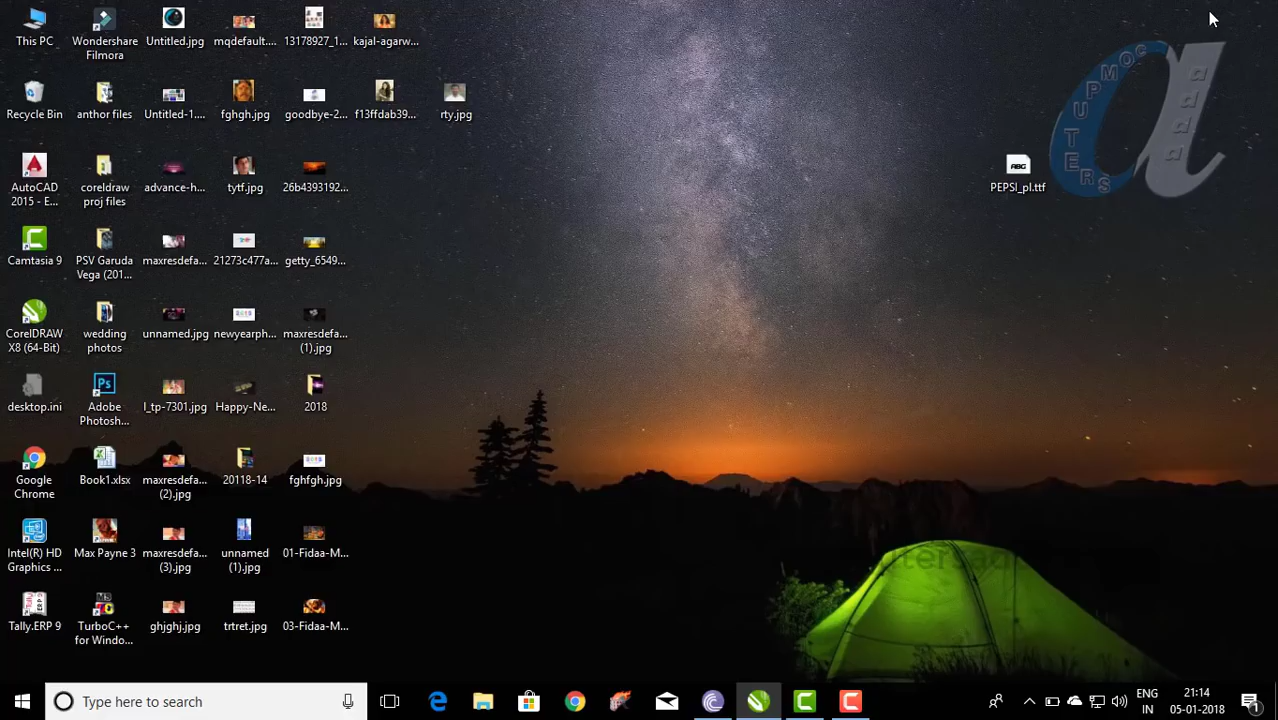 This PC
Wondershare
Filmora
Untitled.jpg
mqdefault....
13178927_1...
kajal-agarw...
Recycle Bin
anthor files
Untitled-1....
fghgh.jpg
goodbye-2...
f13ffdab39...
rty.jpg
AutoCAD
2015 - E...
coreldraw
proj files
advance-h...
tytf.jpg
26b4393192...
ABG
PEPSI_pl.ttf
COMPUTERS
a aaaa
Camtasia 9
PSV Garuda
Vega (201...
maxresdefa...
21273c477a...
getty_6549...
CorelDRAW
X8 (64-Bit)
wedding
photos
unnamed.jpg
newyearph...
maxresdefa...
(1).jpg
desktop.ini
Ps
Adobe
Photosh...
l_tp-7301.jpg
Happy-Ne...
2018
Google
Chrome
Book1.xlsx
maxresdefa...
(2).jpg
20118-14
fghfgh.jpg
Intel(R) HD
Graphics ...
Max Payne 3
maxresdefa...
(3).jpg
unnamed
(1).jpg
01-Fidaa-M...
Tally.ERP 9
TurboC++
for Windo...
ghjghj.jpg
trtret.jpg
03-Fidaa-M...
Type here to search
ENG
IN
21:14
05-01-2018
1